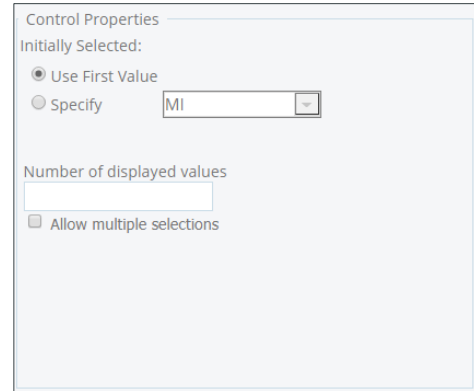 Control Properties
Initially Selected:
Use First Value
Specify MI
Number of displayed values
Allow multiple selections